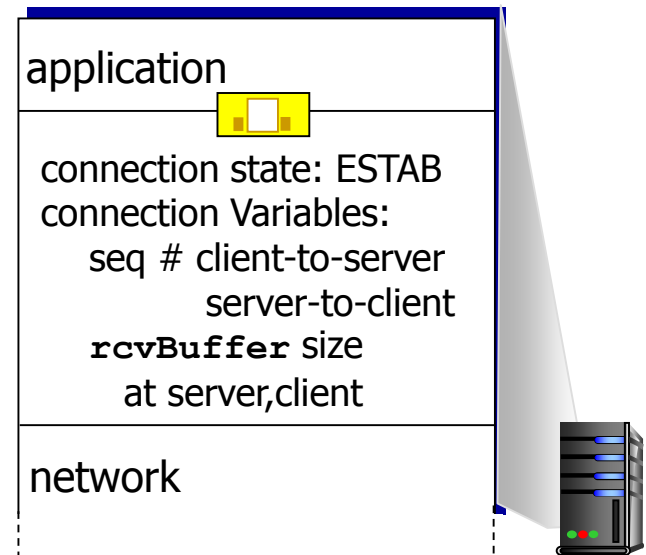 application
connection state: ESTAB
connection Variables:
seq # client-to-server
server-to-client
rcvBuffer size
at server,client
network